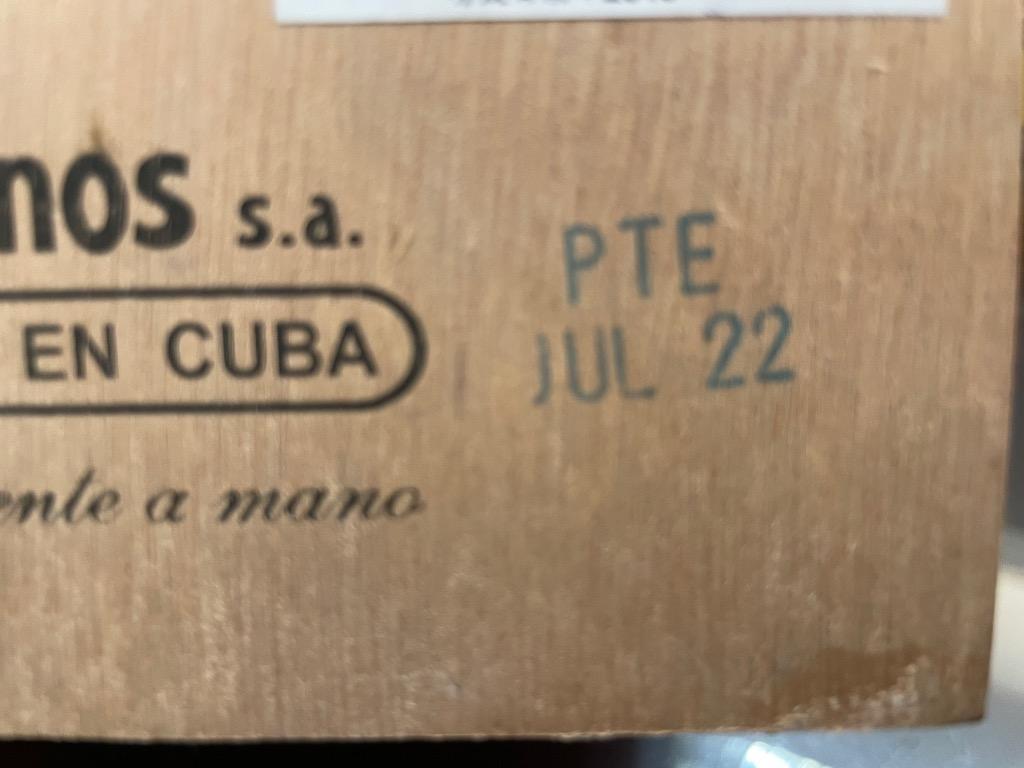 nos s.a.
EN CUBA
ente a mano
PTE
JUL 22